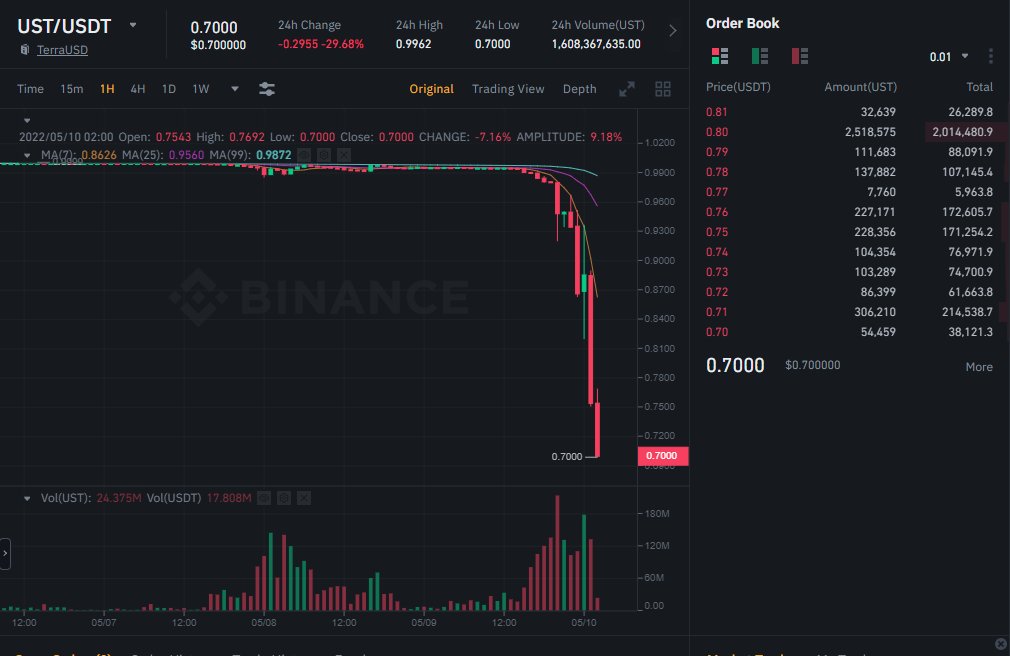 UST/USDT
TerraUSD
0.7000
$0.700000
24h Change
-0.2955 -29.68%
24h High
0.9962
24h Low
0.7000
24h Volume(UST)
1,608,367,635.00
Time 15m 1H 4H 1D 1W
Original Trading View Depth
2022/05/10 02:00 Open: 0.7543 High: 0.7692 Low: 0.7000 Close: 0.7000 CHANGE: -7.16% AMPLITUDE: 9.18%
MA(7): 0.8626 MA(25): 0.9560 MA(99): 0.9872
1.0200
0.9900
0.9600
0.9300
0.9000
0.8700
0.8400
0.8100
0.7800
0.7500
0.7200
0.7000
0.7000
BINANCE
Vol(UST): 24.375M Vol(USDT) 17.808M
180M
120M
60M
0.00
12:00 05/07 12:00 05/08 12:00 05/09 12:00 05/10
Order Book
0.01
Price(USDT) Amount(UST) Total
0.81 32,639 26,289.8
0.80 2,518,575 2,014,480.9
0.79 111,683 88,091.9
0.78 137,882 107,145.4
0.77 7,760 5,963.8
0.76 227,171 172,605.7
0.75 228,356 171,254.2
0.74 104,354 76,971.9
0.73 103,289 74,700.9
0.72 86,399 61,663.8
0.71 306,210 214,538.7
0.70 54,459 38,121.3
0.7000 $0.700000 More